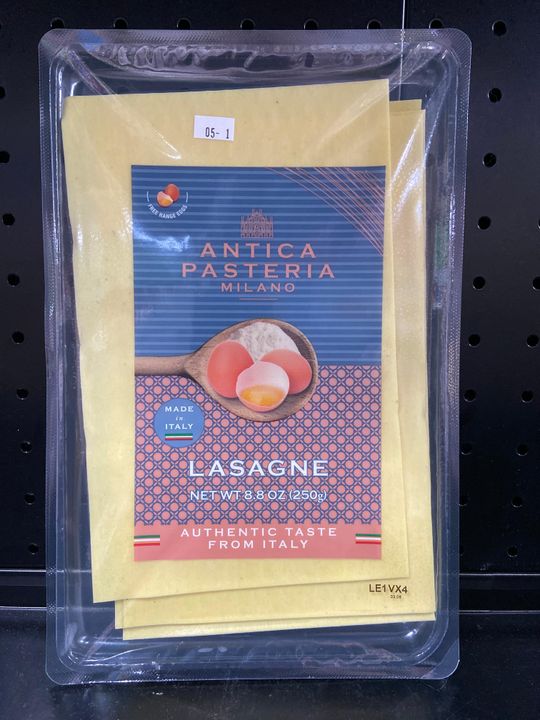 05- 1
FREE RANGE EGGS
ANTICA
PASTERIA
MILANO
MADE
in
ITALY
LASAGNE
NET WT 8.8 OZ (250g)
AUTHENTIC TASTE
FROM ITALY
LE1VX4